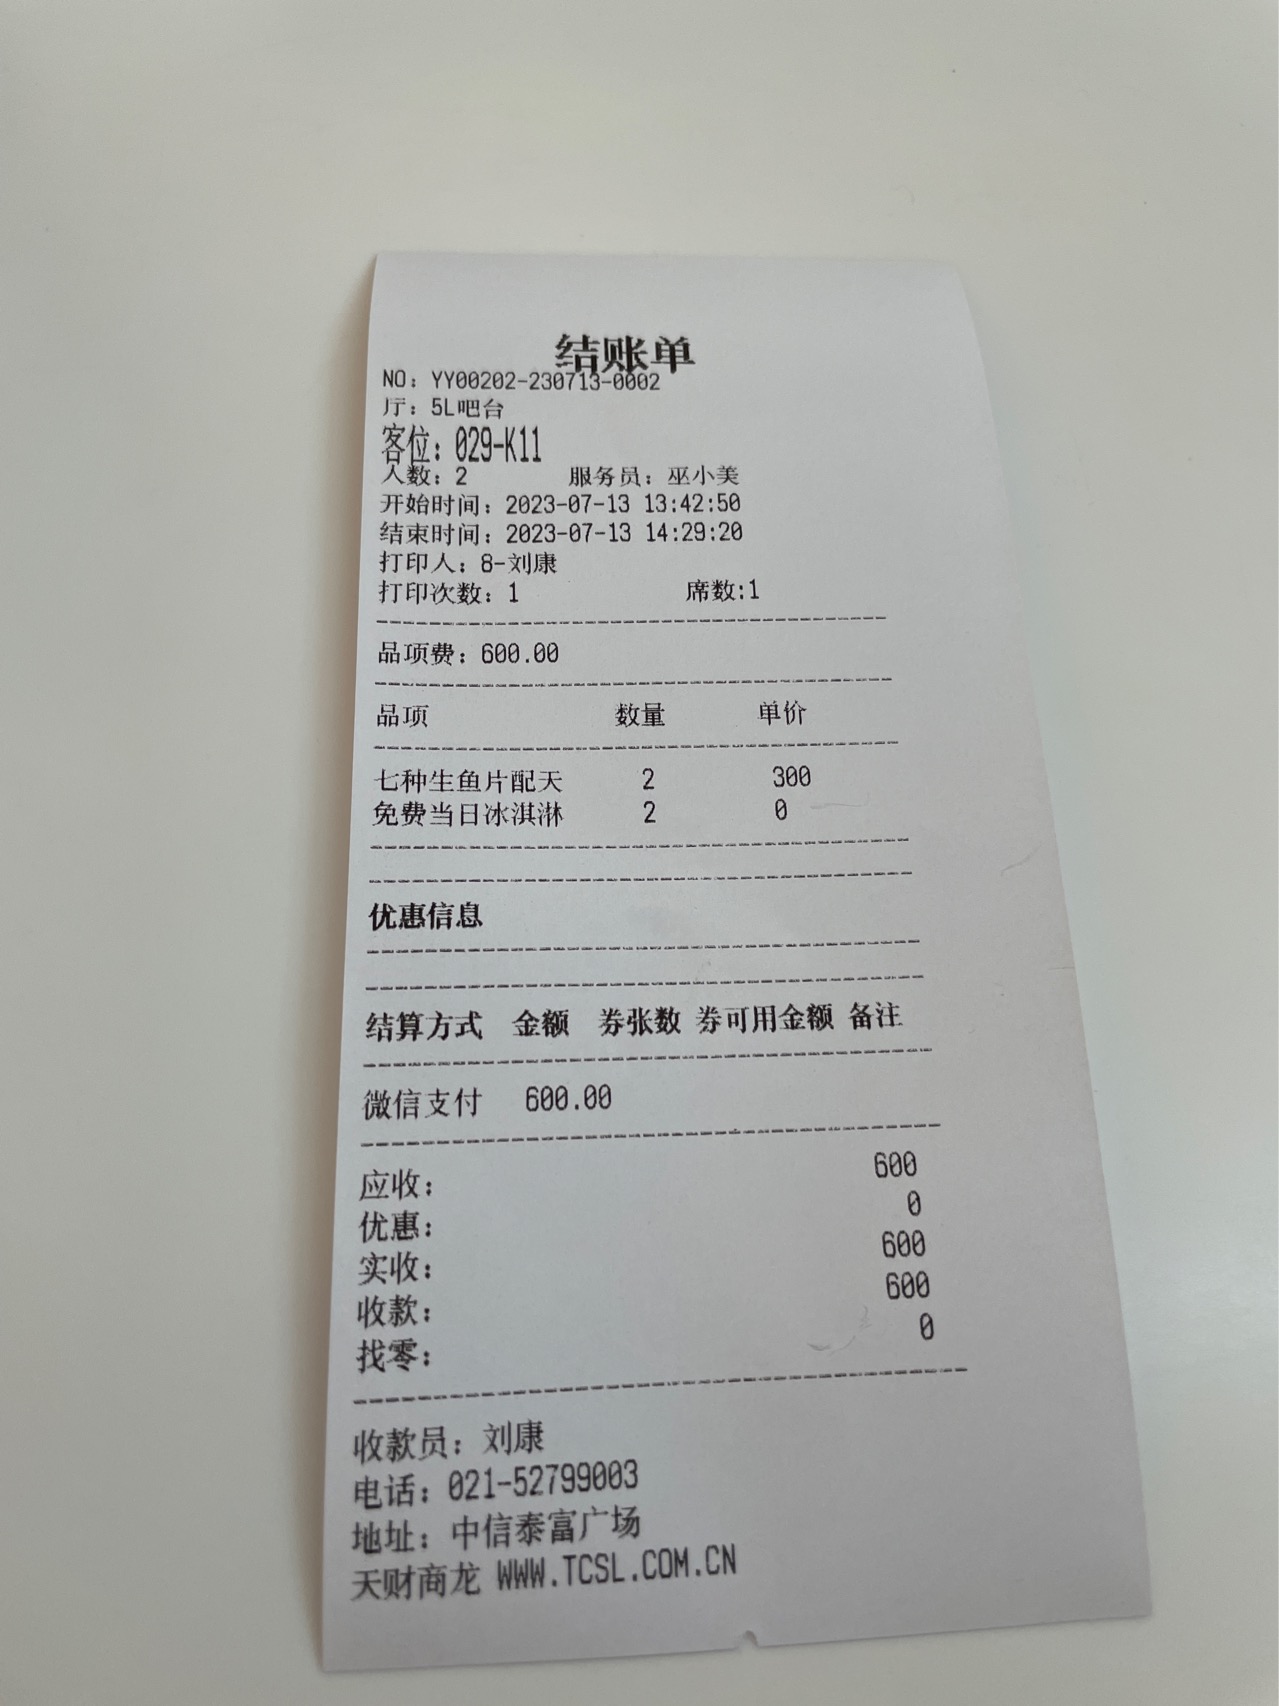 结账单
NO：YY00202-230713-0002
厅：5L吧台
客位：029-K11
人数：2 服务员：巫小美
开始时间：2023-07-13 13:42:50
结束时间：2023-07-13 14:29:20
打印人：8-刘康
打印次数：1 席数:1
品项费：600.00
品项 数量 单价
七种生鱼片配天 2 300
免费当日冰淇淋 2 0
优惠信息
结算方式 金额 券张数 券可用金额 备注
微信支付 600.00
应收： 600
优惠： 0
实收： 600
收款： 600
找零： 0
收款员：刘康
电话：021-52799003
地址：中信泰富广场
天财商龙 WWW.TCSL.COM.CN